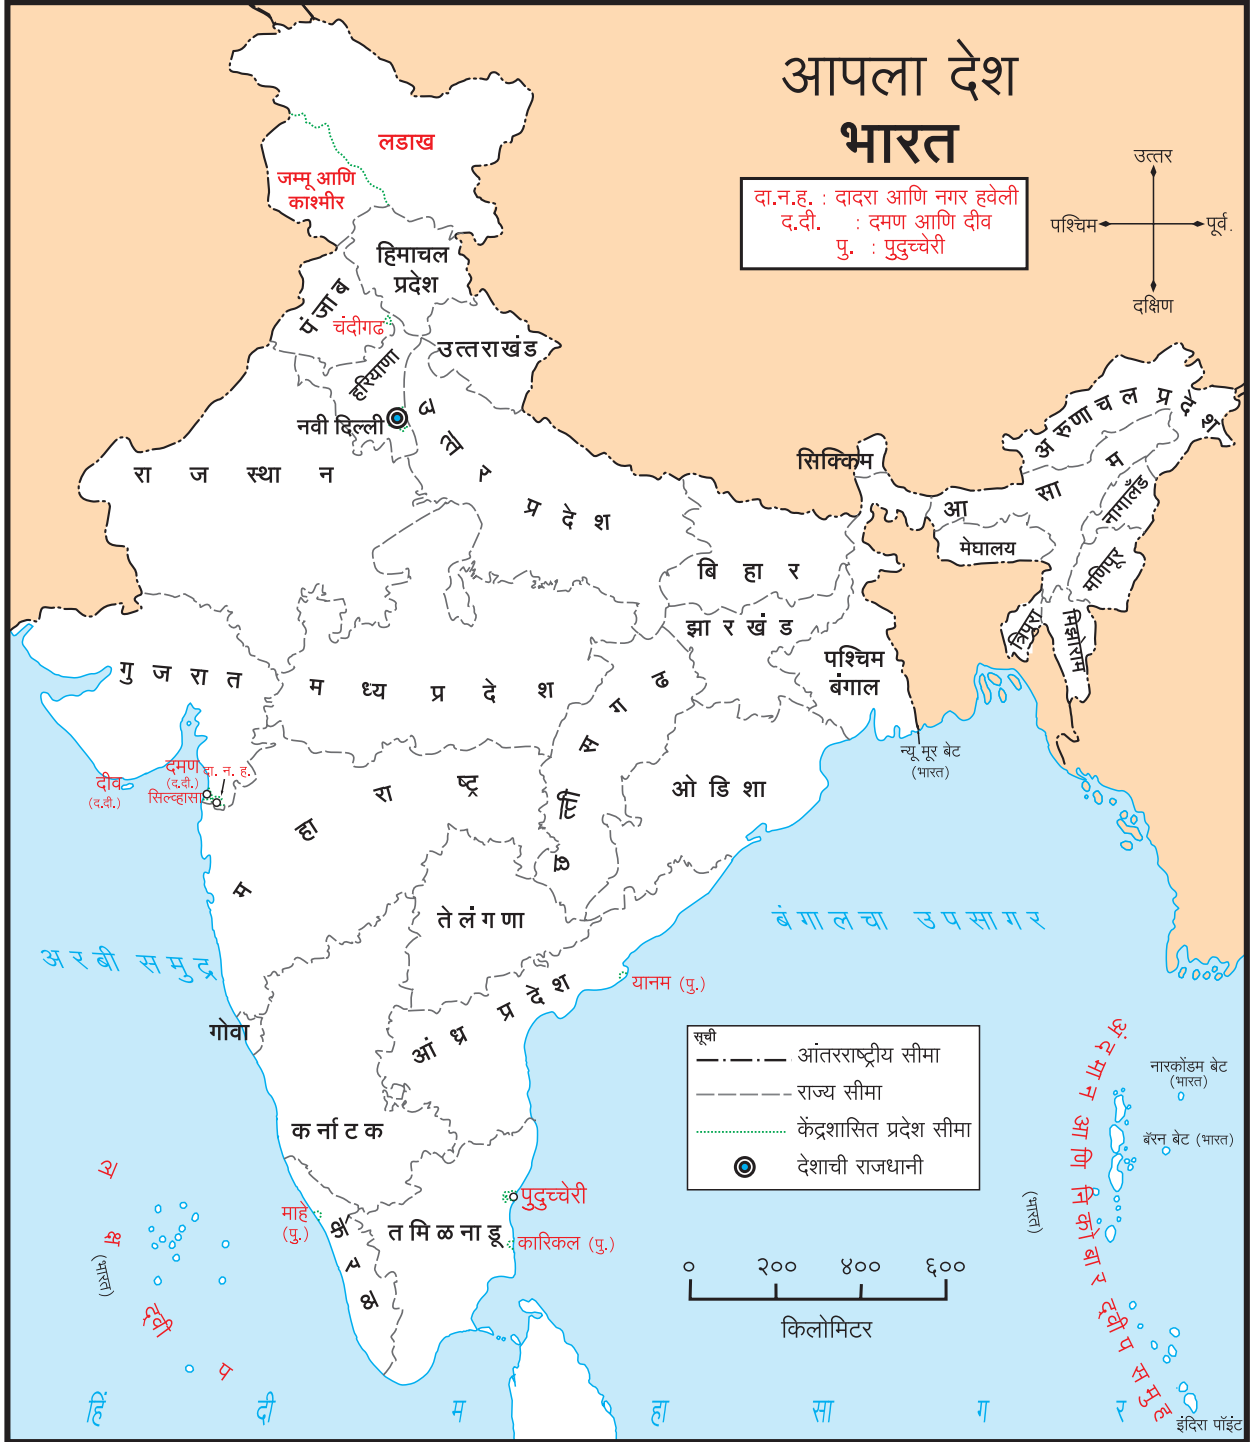 आपला देश
भारत
दा.न.ह. : दादरा आणि नगर हवेली
द.दी. : दमण आणि दीव
पु. : पुदुच्चेरी
उत्तर
पश्चिम
पूर्व.
दक्षिण
लडाख
जम्मू आणि
काश्मीर
हिमाचल
प्रदेश
पंजाब
चंदीगढ
उत्तराखंड
हरियाणा
नवी दिल्ली
राजस्थान
उत्तर प्रदेश
सिक्किम
अरुणाचल प्रदेश
आसाम
नागालँड
मेघालय
मणिपूर
त्रिपुरा
मिझोराम
बिहार
झारखंड
पश्चिम
बंगाल
गुजरात
मध्य प्रदेश
छत्तिसगढ
ओडिशा
न्यू मूर बेट
(भारत)
दमण
(द.दी.)
दा. न. ह.
दीव
(द.दी.)
सिल्व्हासा
महाराष्ट्र
तेलंगणा
बंगालचा उपसागर
अरबी समुद्र
यानम (पु.)
आंध्र प्रदेश
गोवा
कर्नाटक
सूची
आंतरराष्ट्रीय सीमा
राज्य सीमा
केंद्रशासित प्रदेश सीमा
देशाची राजधानी
अंदमान आणि निकोबार द्वीप समुह
(भारत)
नारकोंडम बेट
(भारत)
बॅरन बेट (भारत)
पुदुच्चेरी
माहे
(पु.)
केरळ
तमिळनाडू
कारिकल (पु.)
लक्षद्वीप
(भारत)
० २०० ४०० ६००
किलोमिटर
हिंदी महासागर
इंदिरा पॉइंट